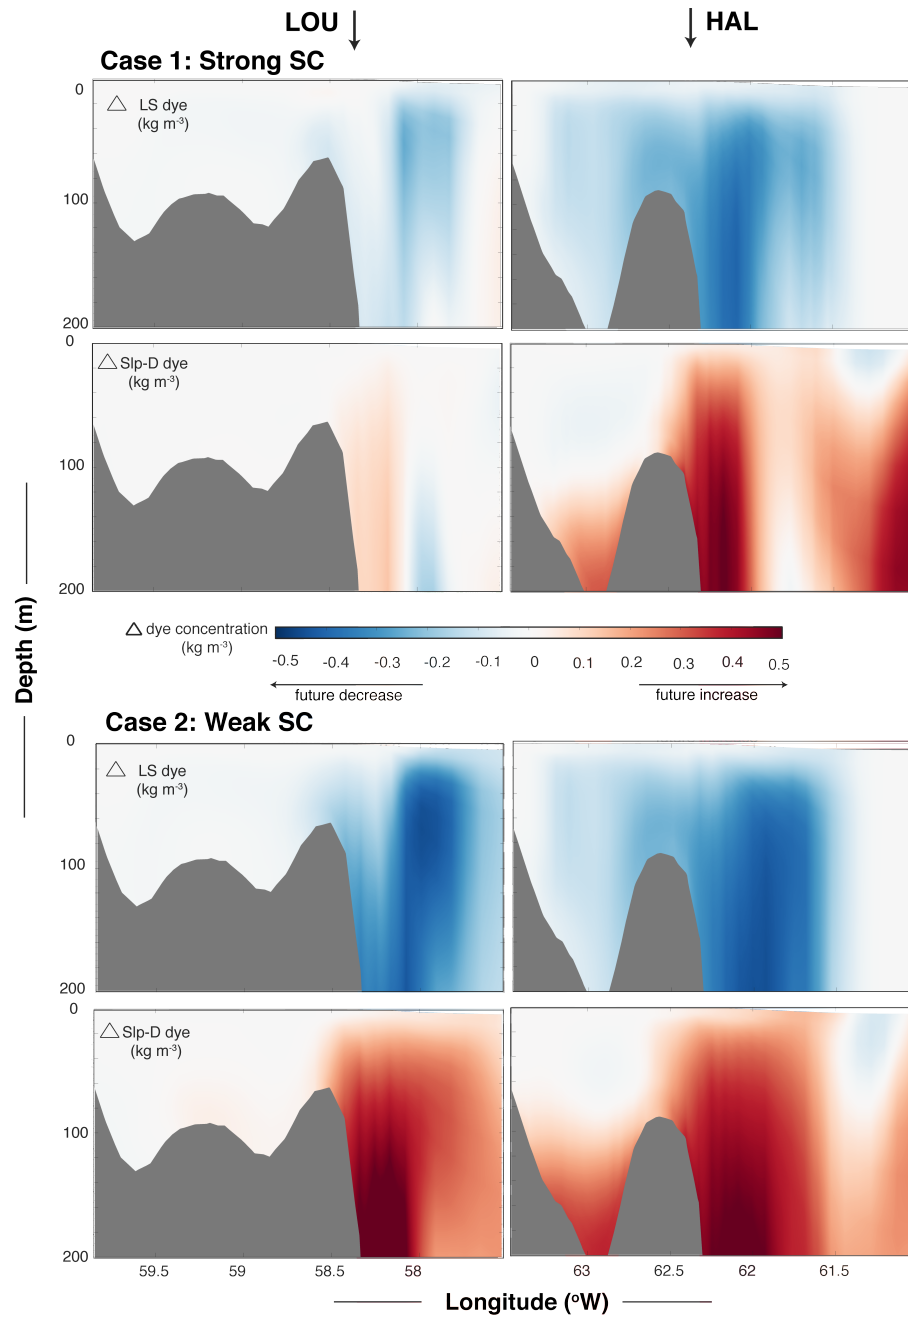 LOU HAL
Case 1: Strong SC
0
△ LS dye
(kg m-3)
100
200
0
△ Slp-D dye
(kg m-3)
100
200
△ dye concentration
(kg m-3)
-0.5 -0.4 -0.3 -0.2 -0.1 0 0.1 0.2 0.3 0.4 0.5
future decrease future increase
Depth (m)
Case 2: Weak SC
0
△ LS dye
(kg m-3)
100
200
0
△ Slp-D dye
(kg m-3)
100
200
59.5 59 58.5 58 63 62.5 62 61.5
Longitude (oW)